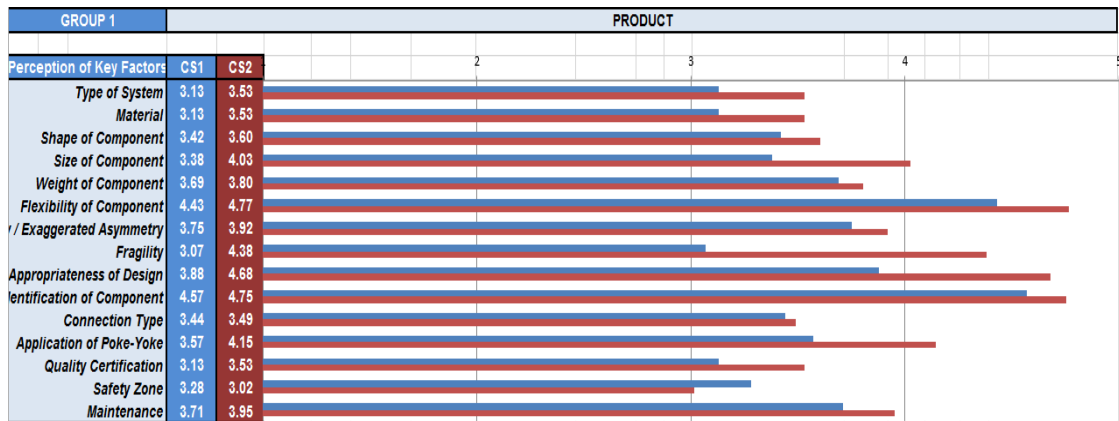 GROUP 1 PRODUCT
Perception of Key Factors CS1 CS2 2 3 4 5
Type of System 3.13 3.53
Material 3.13 3.53
Shape of Component 3.42 3.60
Size of Component 3.38 4.03
Weight of Component 3.69 3.80
Flexibility of Component 4.43 4.77
/ Exaggerated Asymmetry 3.75 3.92
Fragility 3.07 4.38
Appropriateness of Design 3.88 4.68
dentification of Component 4.57 4.75
Connection Type 3.44 3.49
Application of Poke-Yoke 3.57 4.15
Quality Certification 3.13 3.53
Safety Zone 3.28 3.02
Maintenance 3.71 3.95